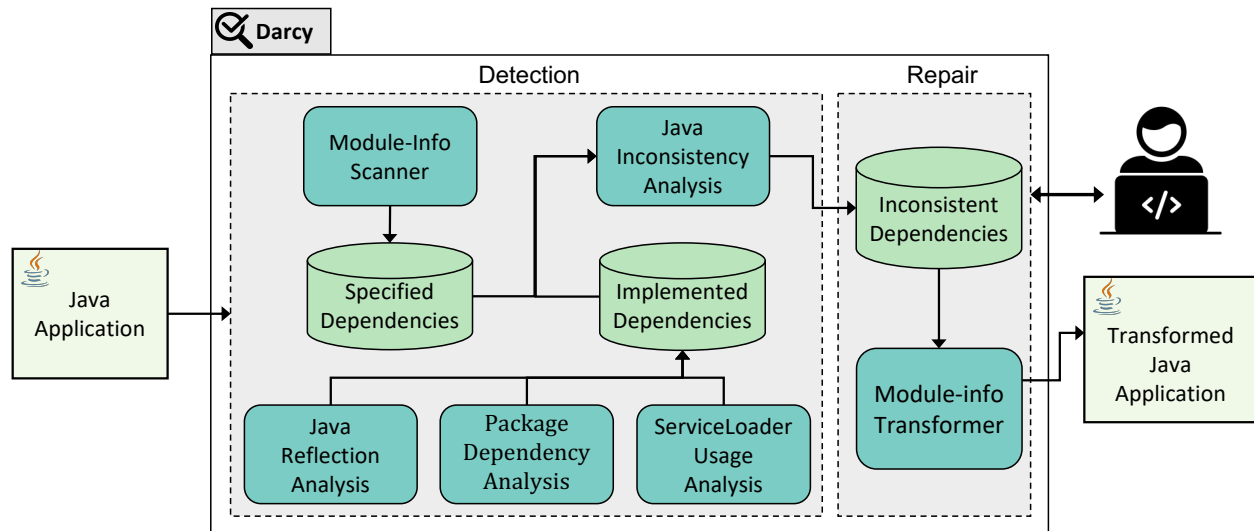 Darcy
Detection
Repair
Module-Info
Scanner
Java
Inconsistency
Analysis
Inconsistent
Dependencies
</>
Java
Application
Specified
Dependencies
Implemented
Dependencies
Transformed
Java
Application
Module-info
Transformer
Java
Reflection
Analysis
Package
Dependency
Analysis
ServiceLoader
Usage
Analysis